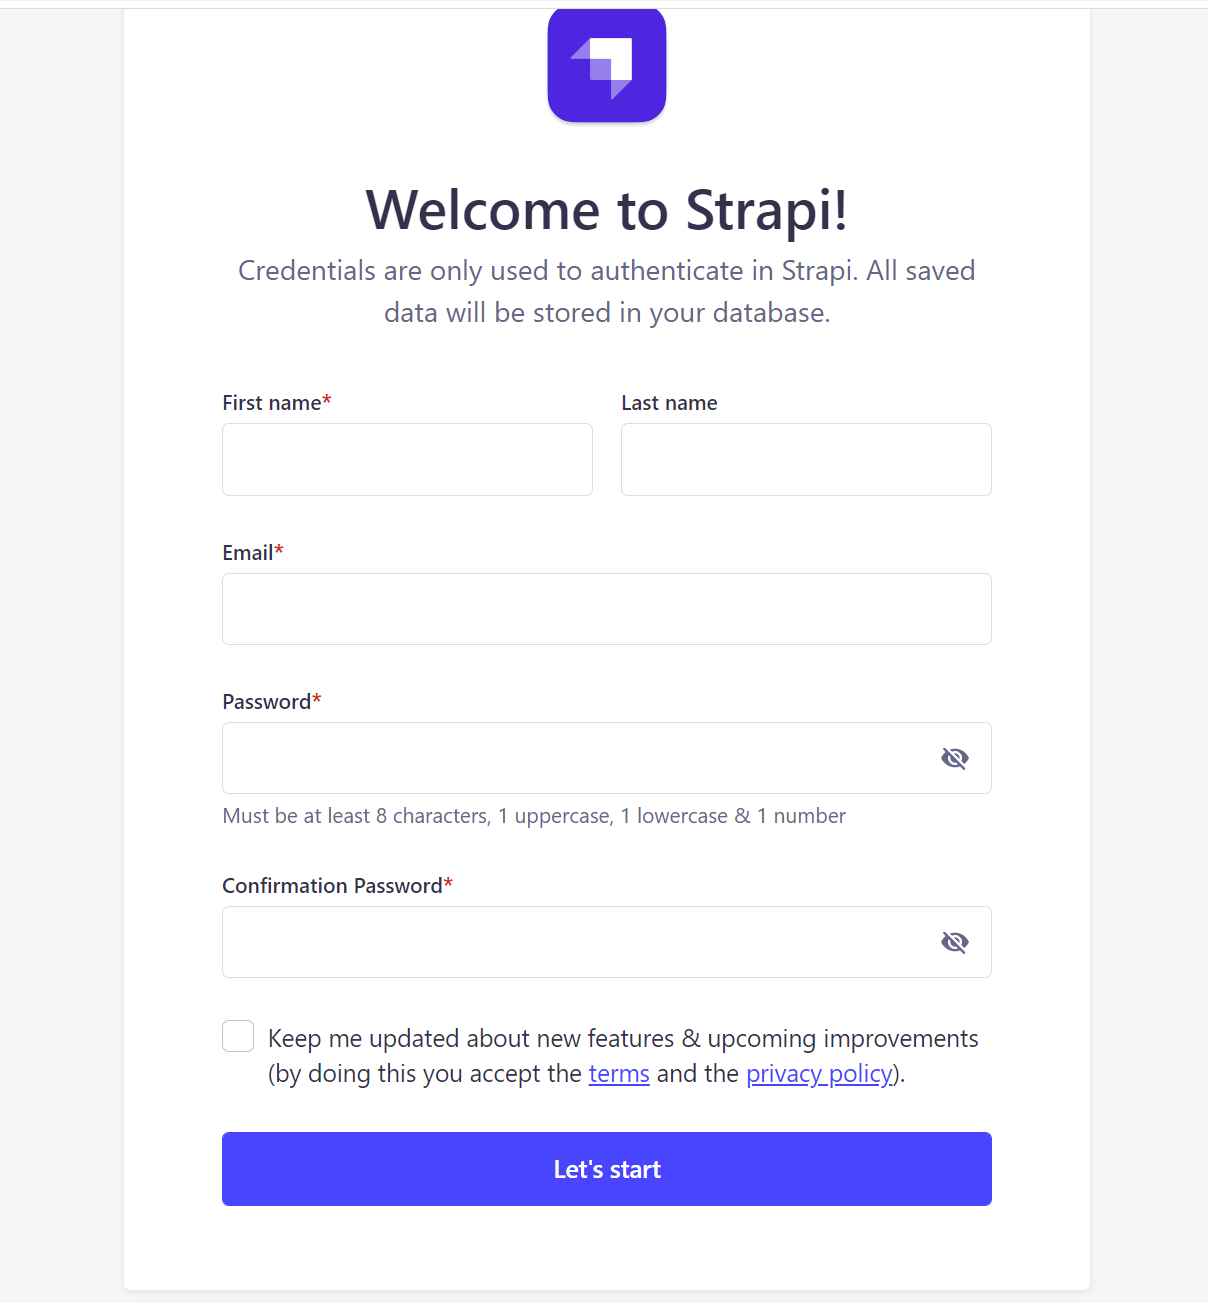 Welcome to Strapi!
Credentials are only used to authenticate in Strapi. All saved
data will be stored in your database.
First name*
Last name
Email*
Password*
Must be at least 8 characters, 1 uppercase, 1 lowercase & 1 number
Confirmation Password*
Keep me updated about new features & upcoming improvements
(by doing this you accept the terms and the privacy policy).
Let's start